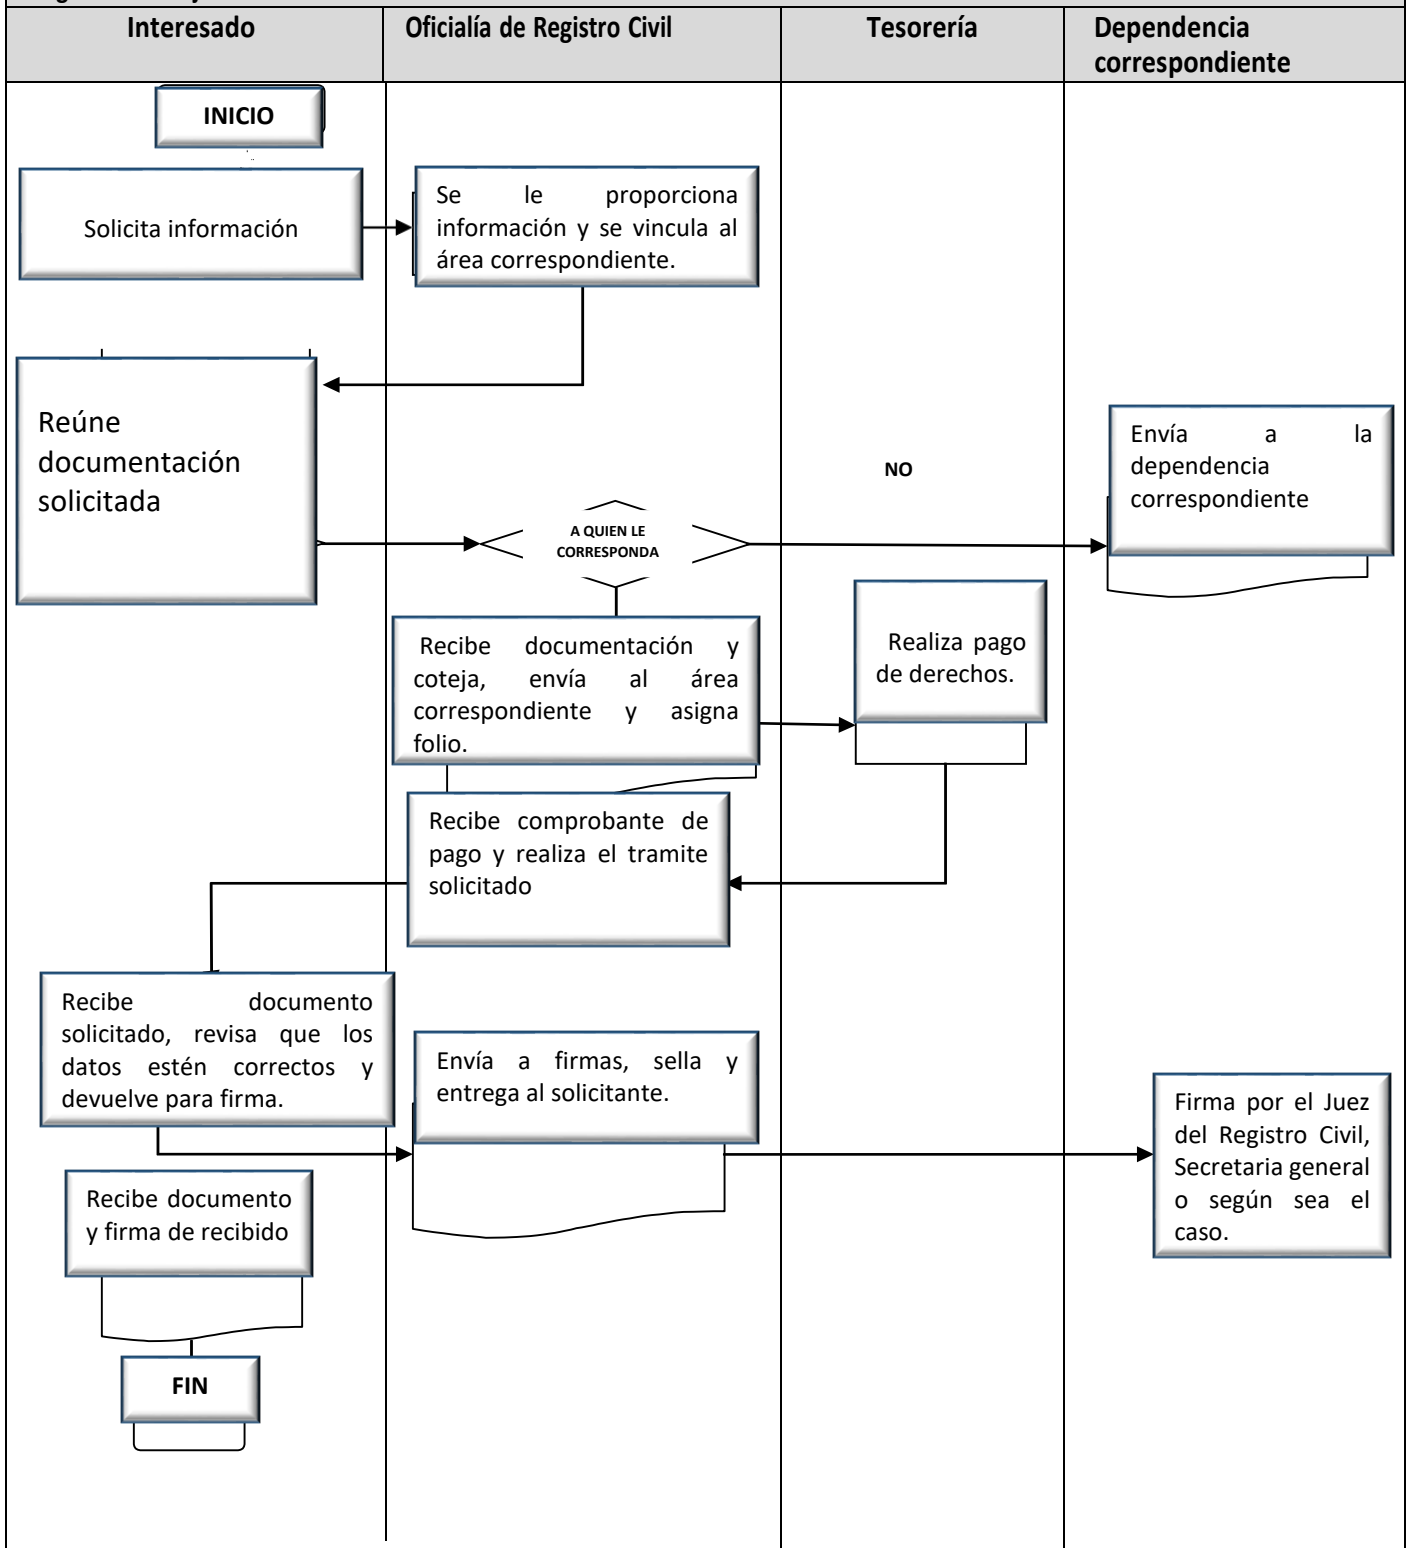 Interesado
Oficialía de Registro Civil
Tesorería
Dependencia
correspondiente
INICIO
Solicita información
Se le proporciona
información y se vincula al
área correspondiente.
Reúne
documentación
solicitada
A QUIEN LE
CORRESPONDA
NO
Envía a la
dependencia
correspondiente
Recibe documentación y
coteja, envía al área
correspondiente y asigna
folio.
Realiza pago
de derechos.
Recibe comprobante de
pago y realiza el tramite
solicitado
Recibe documento
solicitado, revisa que los
datos estén correctos y
devuelve para firma.
Envía a firmas, sella y
entrega al solicitante.
Firma por el Juez
del Registro Civil,
Secretaria general
o según sea el
caso.
Recibe documento
y firma de recibido
FIN